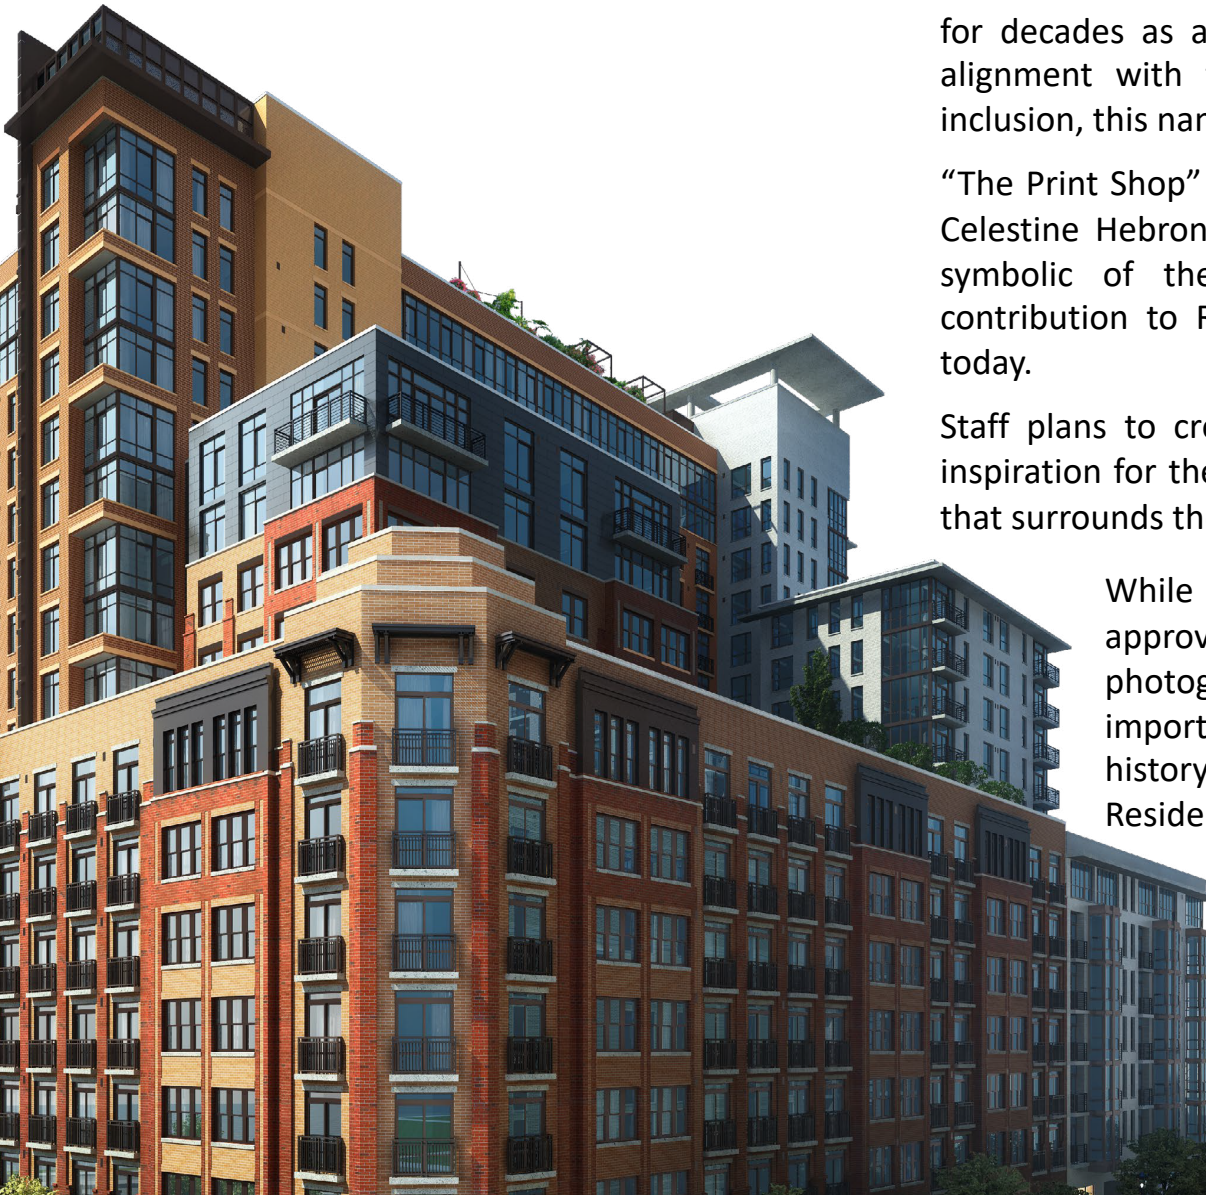 for decades as a
alignment with
inclusion, this nar
“The Print Shop”
Celestine Hebron
symbolic of the
contribution to F
today.
Staff plans to cre
inspiration for the
that surrounds th
While
approv
photog
import
history
Reside